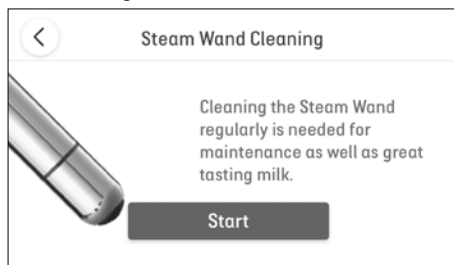 Steam Wand Cleaning
Cleaning the Steam Wand
regularly is needed for
maintenance as well as great
tasting milk.
Start